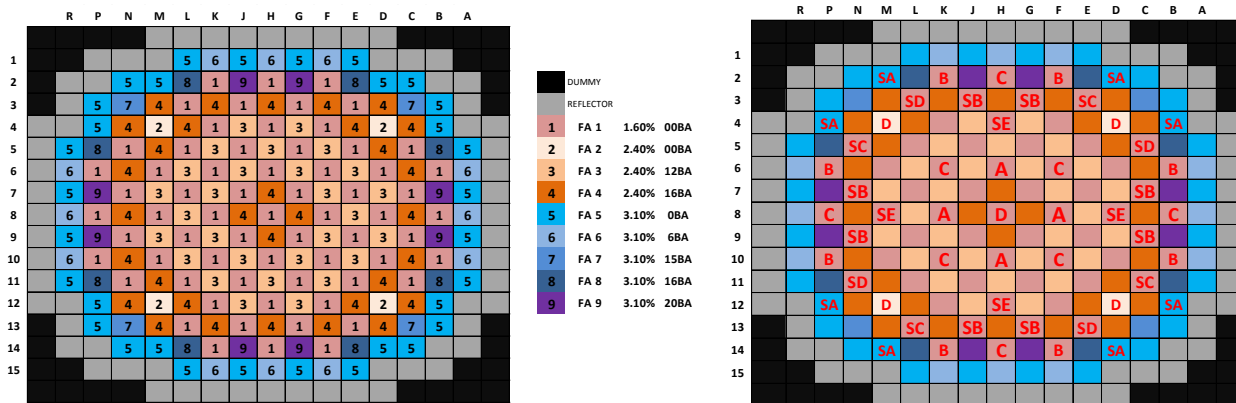 R P N M L K J H G F E D C B A
1 5 6 5 6 5 6 5
2 5 5 8 1 9 1 9 1 8 5 5
3 5 7 4 1 4 1 4 1 4 1 4 7 5
4 5 4 2 4 1 3 1 3 1 4 2 4 5
5 5 8 1 4 1 3 1 3 1 3 1 4 1 8 5
6 6 1 4 1 3 1 3 1 3 1 3 1 4 1 6
7 5 9 1 3 1 3 1 4 1 3 1 3 1 9 5
8 6 1 4 1 3 1 4 1 4 1 3 1 4 1 6
9 5 9 1 3 1 3 1 4 1 3 1 3 1 9 5
10 6 1 4 1 3 1 3 1 3 1 3 1 4 1 6
11 5 8 1 4 1 3 1 3 1 3 1 4 1 8 5
12 5 4 2 4 1 3 1 3 1 4 2 4 5
13 5 7 4 1 4 1 4 1 4 1 4 7 5
14 5 5 8 1 9 1 9 1 8 5 5
15 5 6 5 6 5 6 5
DUMMY
REFLECTOR
1 FA 1 1.60% 00BA
2 FA 2 2.40% 00BA
3 FA 3 2.40% 12BA
4 FA 4 2.40% 16BA
5 FA 5 3.10% 0BA
6 FA 6 3.10% 6BA
7 FA 7 3.10% 15BA
8 FA 8 3.10% 16BA
9 FA 9 3.10% 20BA
R P N M L K J H G F E D C B A
1
2 SA B C B SA
3 SD SB SB SC
4 SA D SE D SA
5 SC SD
6 B C A C B
7 SB SB
8 C SE A D A SE C
9 SB SB
10 B C A C B
11 SD SC
12 SA D SE D SA
13 SC SB SB SD
14 SA B C B SA
15